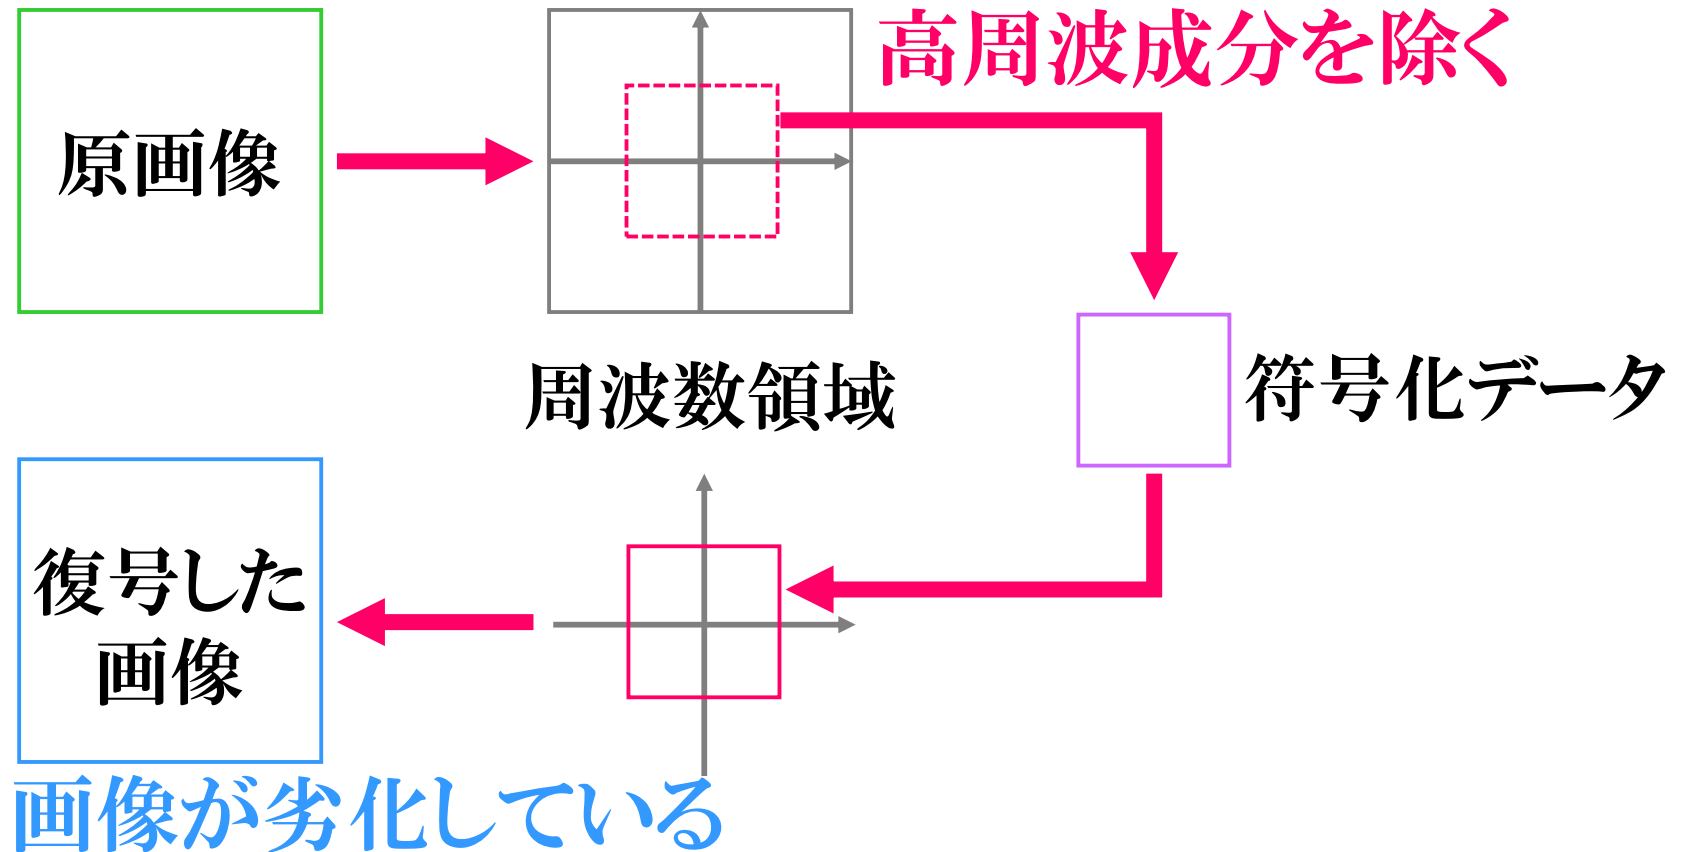 高周波成分を除く
原画像
周波数領域
符号化データ
復号した
画像
画像が劣化している